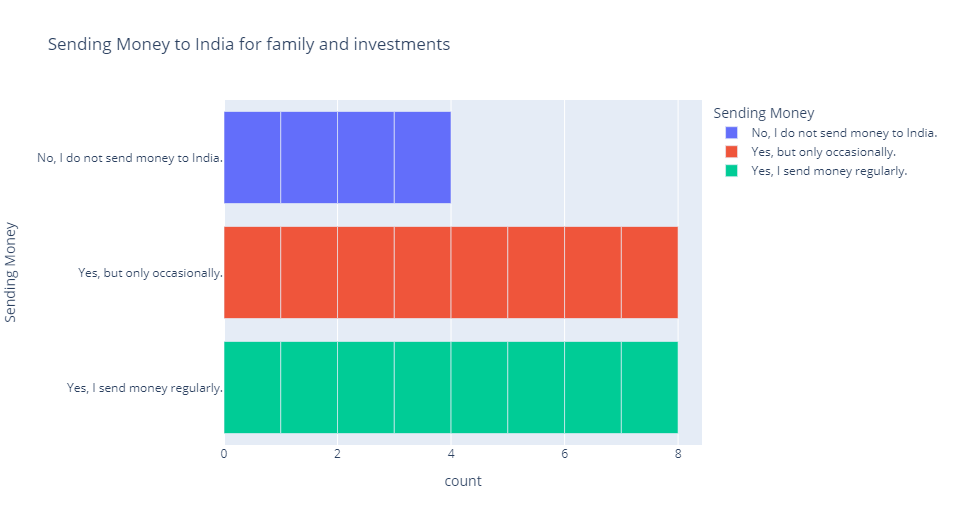 Sending Money to India for family and investments
Sending Money
No, I do not send money to India.
Yes, but only occasionally.
Yes, I send money regularly.
0 2 4 6 8
count
Sending Money
No, I do not send money to India.
Yes, but only occasionally.
Yes, I send money regularly.